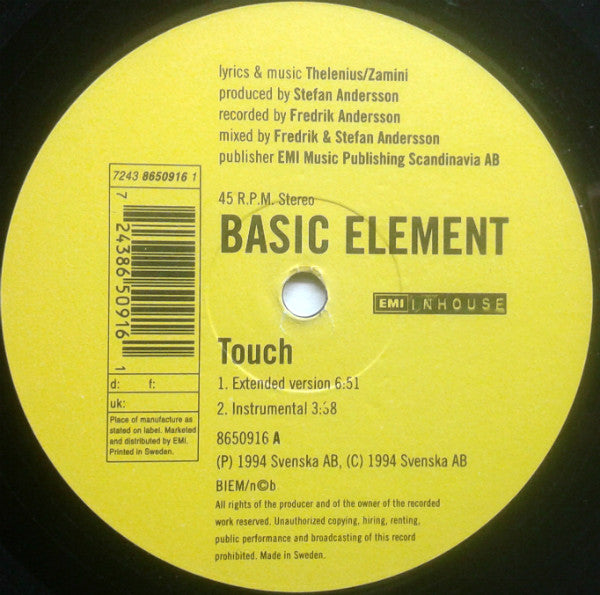 lyrics & music Thelenius/Zamini
produced by Stefan Andersson
recorded by Fredrik Andersson
mixed by Fredrik & Stefan Andersson
publisher EMI Music Publishing Scandinavia AB
7243 8650916 1
7 24386 50916 1
d: f:
uk:
Place of manufacture as
stated on label. Marketed
and distributed by EMI.
Printed in Sweden.
45 R.P.M. Stereo
BASIC ELEMENT
EMI INHOUSE
Touch
1. Extended version 6:51
2. Instrumental 3:58
8650916 A
(P) 1994 Svenska AB, (C) 1994 Svenska AB
BIEM/n©b
All rights of the producer and of the owner of the recorded
work reserved. Unauthorized copying, hiring, renting,
public performance and broadcasting of this record
prohibited. Made in Sweden.